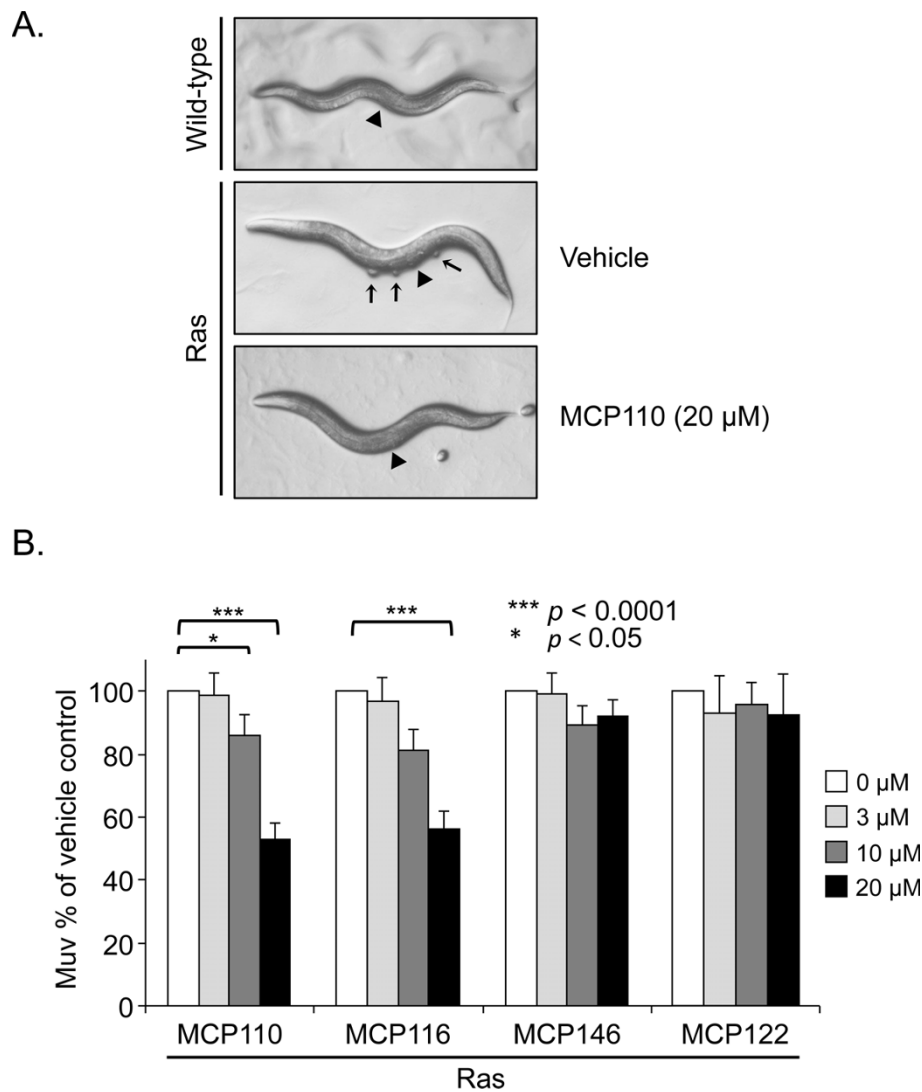 A.
Wild-type
Ras
Vehicle
MCP110 (20 µM)
B.
*** p < 0.0001
* p < 0.05
***
*
***
Muv % of vehicle control
100
80
60
40
20
0
0 µM
3 µM
10 µM
20 µM
MCP110 MCP116 MCP146 MCP122
Ras